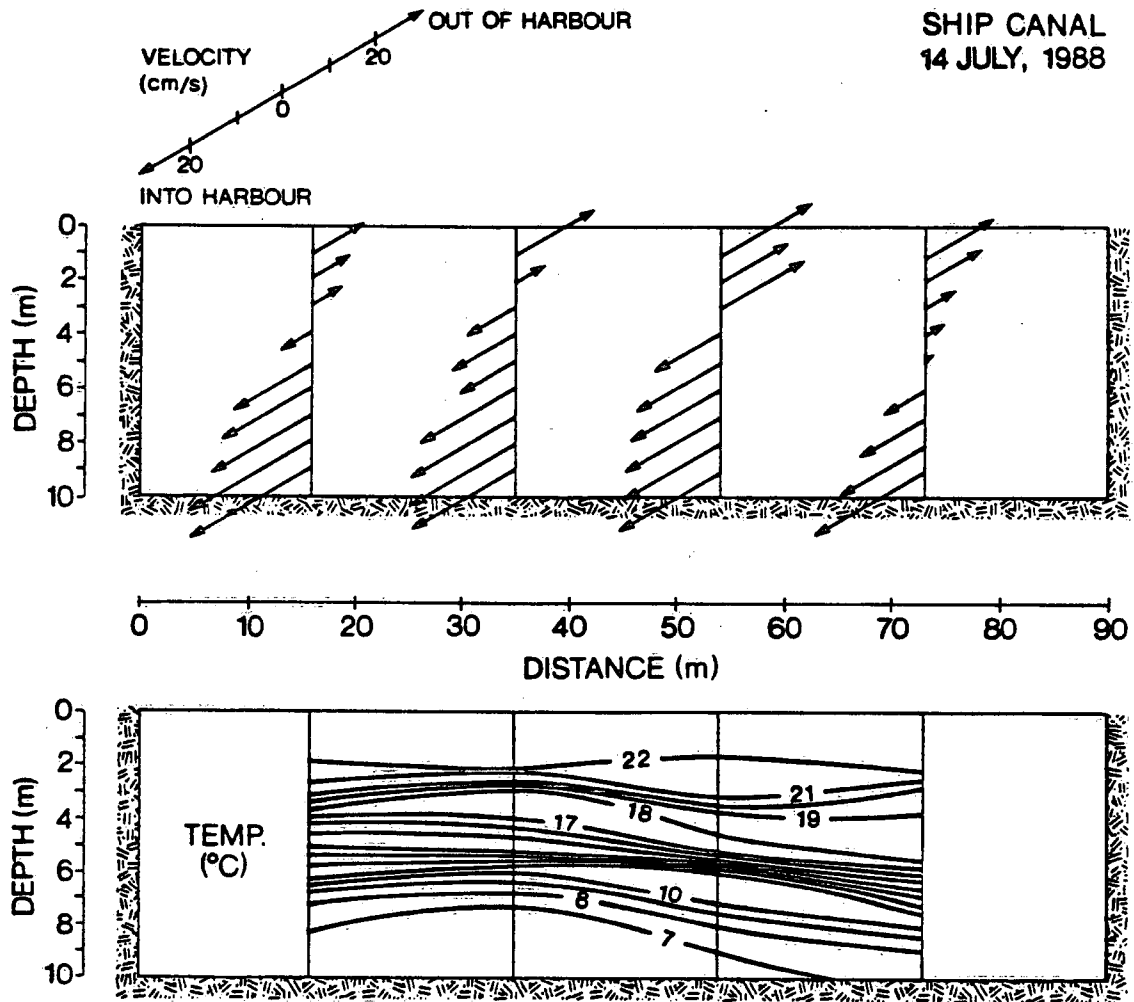 OUT OF HARBOUR
SHIP CANAL
14 JULY, 1988
VELOCITY
(cm/s)
20
0
20
INTO HARBOUR
DEPTH (m)
0
2
4
6
8
10
0 10 20 30 40 50 60 70 80 90
DISTANCE (m)
DEPTH (m)
0
2
4
6
8
10
TEMP.
(°C)
22
21
18
19
17
10
8
7